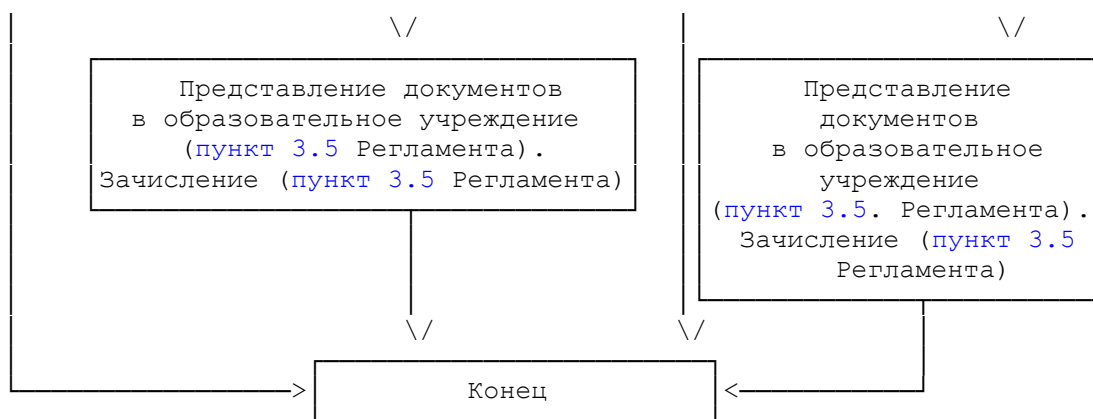 Представление документов
в образовательное учреждение
(пункт 3.5 Регламента).
Зачисление (пункт 3.5 Регламента)
Представление
документов
в образовательное
учреждение
(пункт 3.5. Регламента).
Зачисление (пункт 3.5
Регламента)
Конец